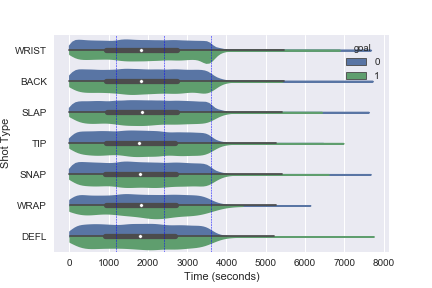 goal
0
1
WRIST
BACK
SLAP
TIP
SNAP
WRAP
DEFL
Shot Type
0 1000 2000 3000 4000 5000 6000 7000 8000
Time (seconds)